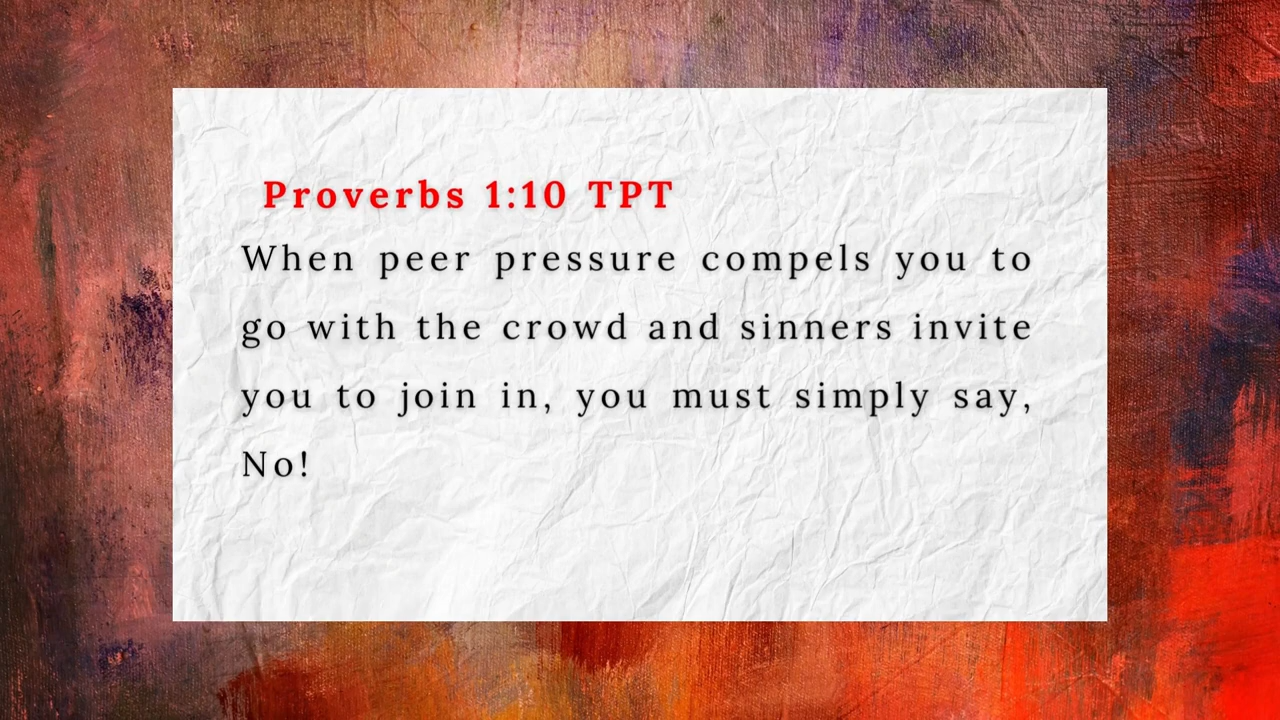 Proverbs 1:10 TPT
When peer pressure compels you to
go with the crowd and sinners invite
you to join in, you must simply say,
No!